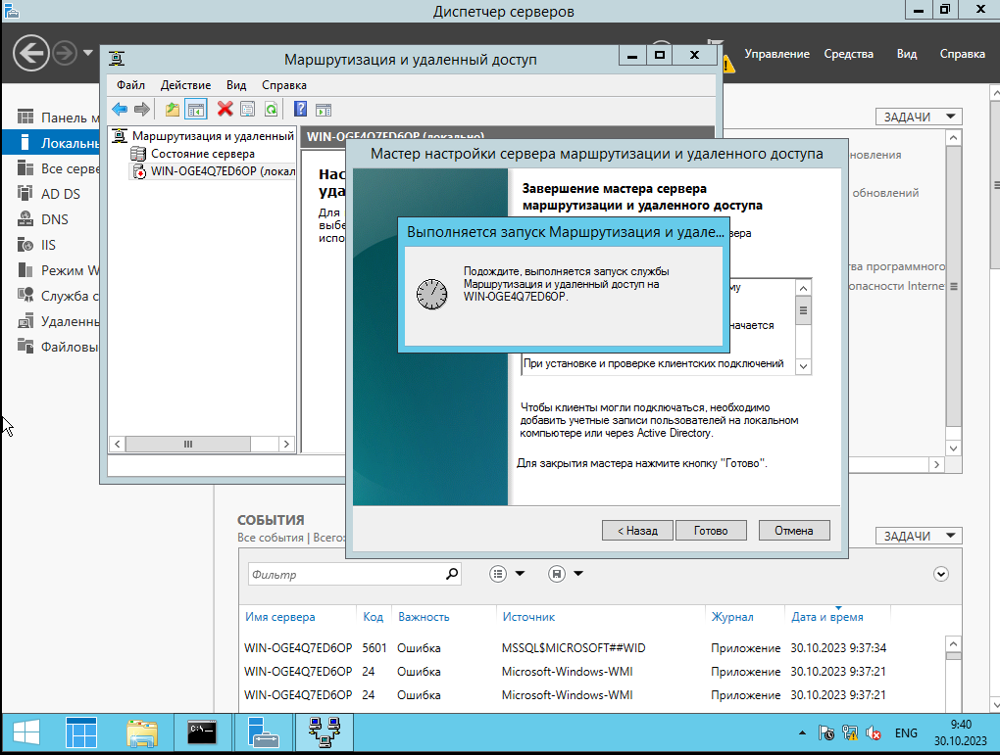 Диспетчер серверов
Управление Средства Вид Справка
Маршрутизация и удаленный доступ
Файл Действие Вид Справка
Маршрутизация и удаленный
Состояние сервера
WIN-OGE4Q7ED6OP (локал
WIN-OGE4Q7ED6OP (локально)
Панель м
Локальнь
Все серве
AD DS
DNS
IIS
Режим W
Служба с
Удаленнь
Файловы
Нас
уда
Для
выбе
испо
ЗАДАЧИ
новления
обновлений
тва программного
опасности Interne
Мастер настройки сервера маршрутизации и удаленного доступа
Завершение мастера сервера
маршрутизации и удаленного доступа
вера
Выполняется запуск Маршрутизация и удале...
Подождите, выполняется запуск службы
Маршрутизация и удаленный доступ на
WIN-OGE4Q7ED6OP.
му
начается
При установке и проверке клиентских подключений
Чтобы клиенты могли подключаться, необходимо
добавить учетные записи пользователей на локальном
компьютере или через Active Directory.
Для закрытия мастера нажмите кнопку "Готово".
< Назад Готово Отмена
СОБЫТИЯ
Все события | Всего:
ЗАДАЧИ
Фильтр
Имя сервера Код Важность Источник Журнал Дата и время
WIN-OGE4Q7ED6OP 5601 Ошибка MSSQL$MICROSOFT##WID Приложение 30.10.2023 9:37:34
WIN-OGE4Q7ED6OP 24 Ошибка Microsoft-Windows-WMI Приложение 30.10.2023 9:37:21
WIN-OGE4Q7ED6OP 24 Ошибка Microsoft-Windows-WMI Приложение 30.10.2023 9:37:21
ENG
9:40
30.10.2023